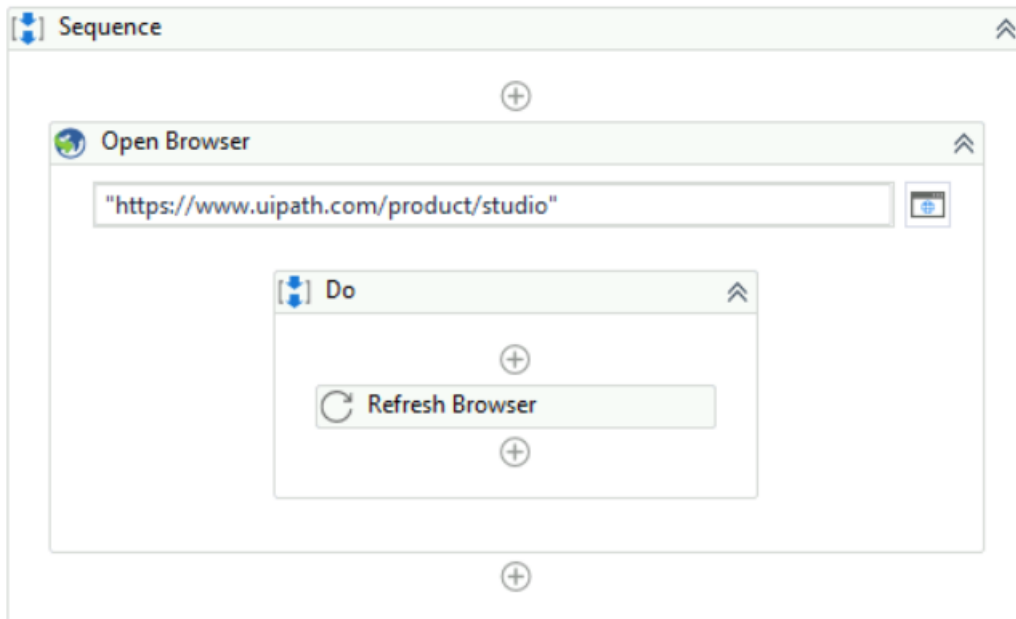 Sequence
Open Browser
"https://www.uipath.com/product/studio"
Do
Refresh Browser